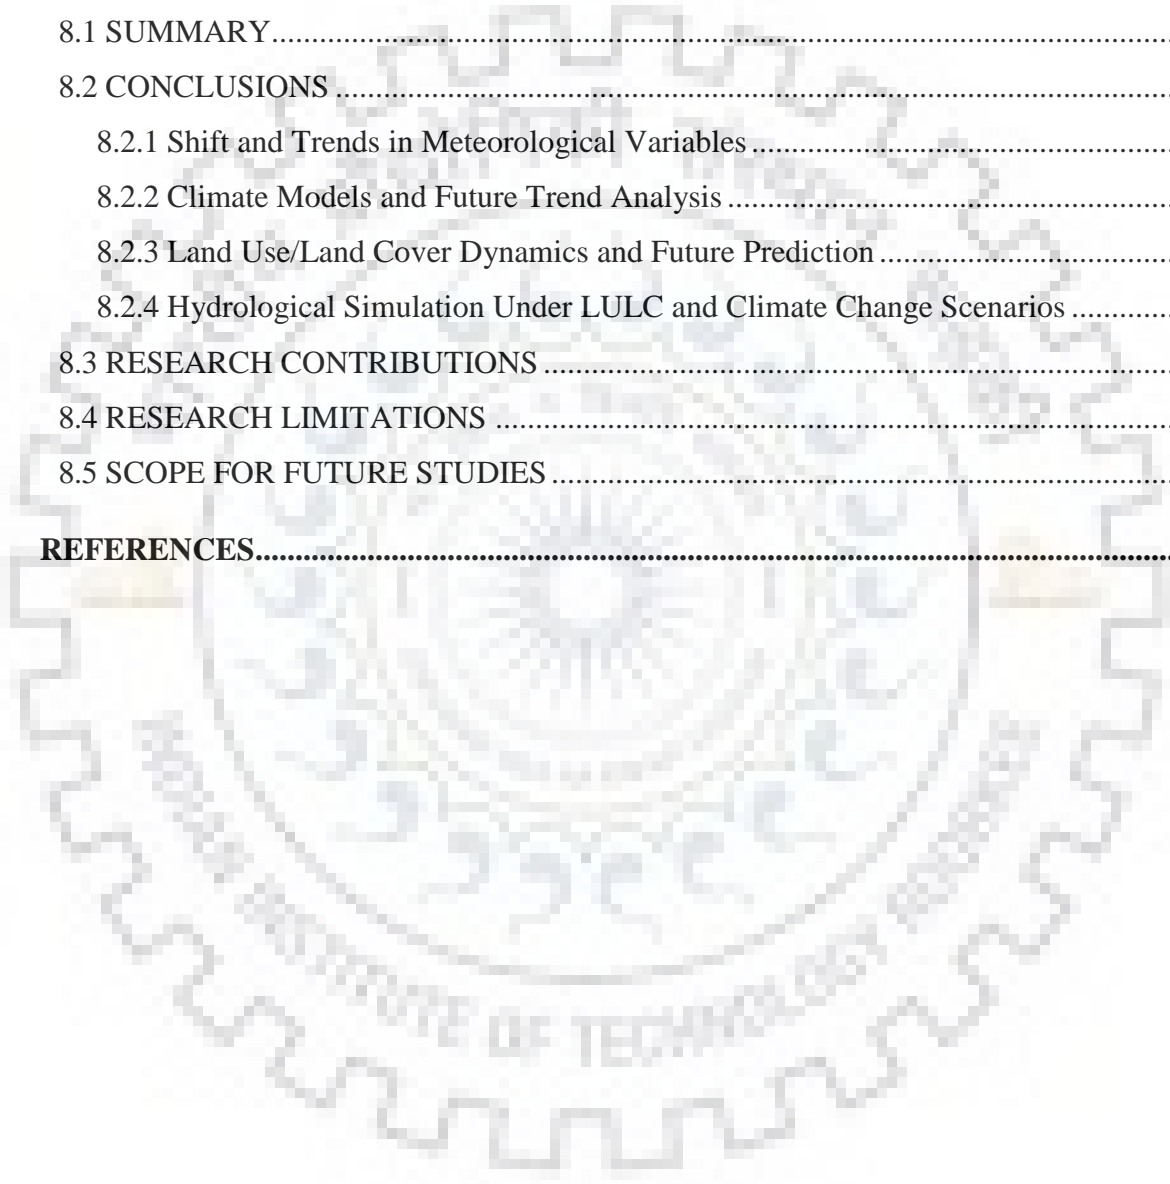 8.1 SUMMARY
8.2 CONCLUSIONS
8.2.1 Shift and Trends in Meteorological Variables
8.2.2 Climate Models and Future Trend Analysis
8.2.3 Land Use/Land Cover Dynamics and Future Prediction
8.2.4 Hydrological Simulation Under LULC and Climate Change Scenarios
8.3 RESEARCH CONTRIBUTIONS
8.4 RESEARCH LIMITATIONS
8.5 SCOPE FOR FUTURE STUDIES
REFERENCES
OF TECHNOLOGY